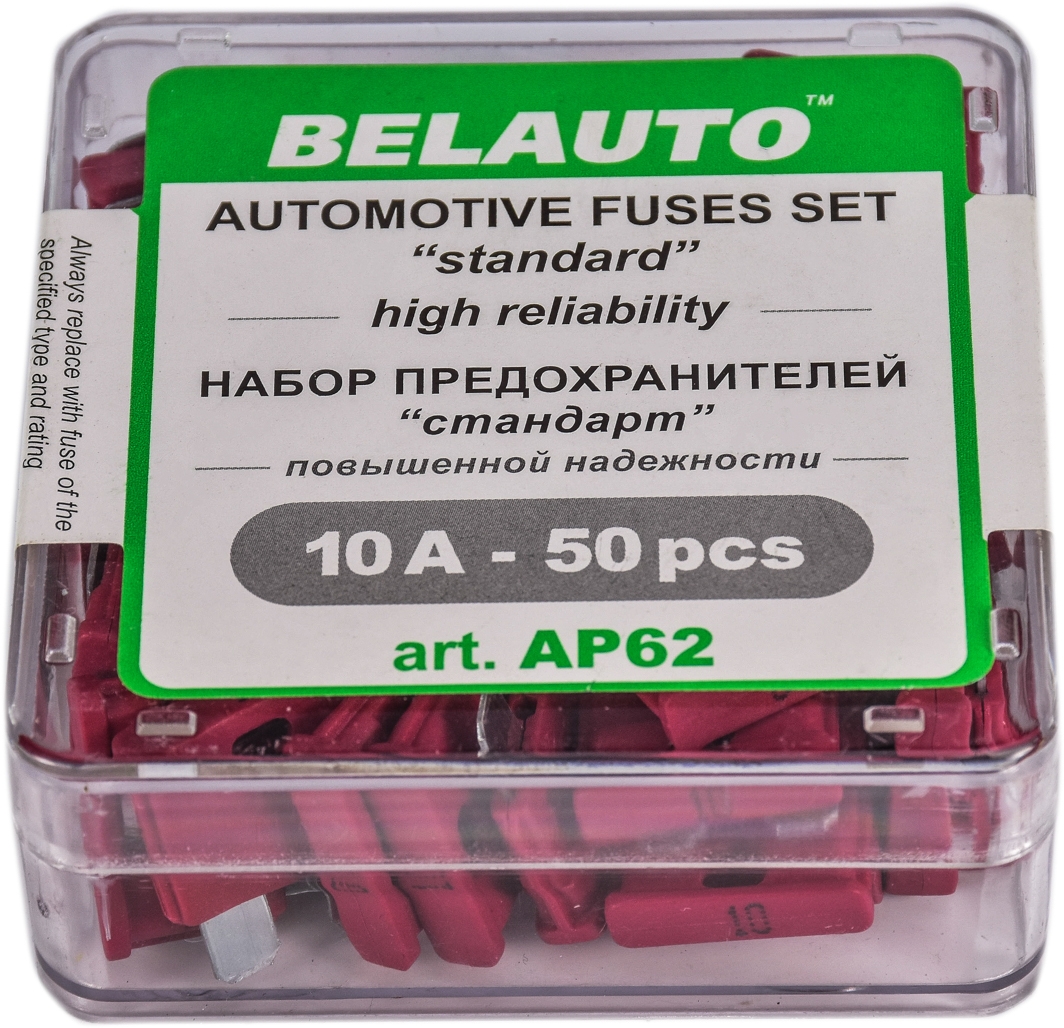 BELAUTO™
AUTOMOTIVE FUSES SET
“standard”
high reliability
НАБОР ПРЕДОХРАНИТЕЛЕЙ
“стандарт”
повышенной надежности
10 A - 50 pcs
art. AP62
Always replace with fuse of the
specified type and rating